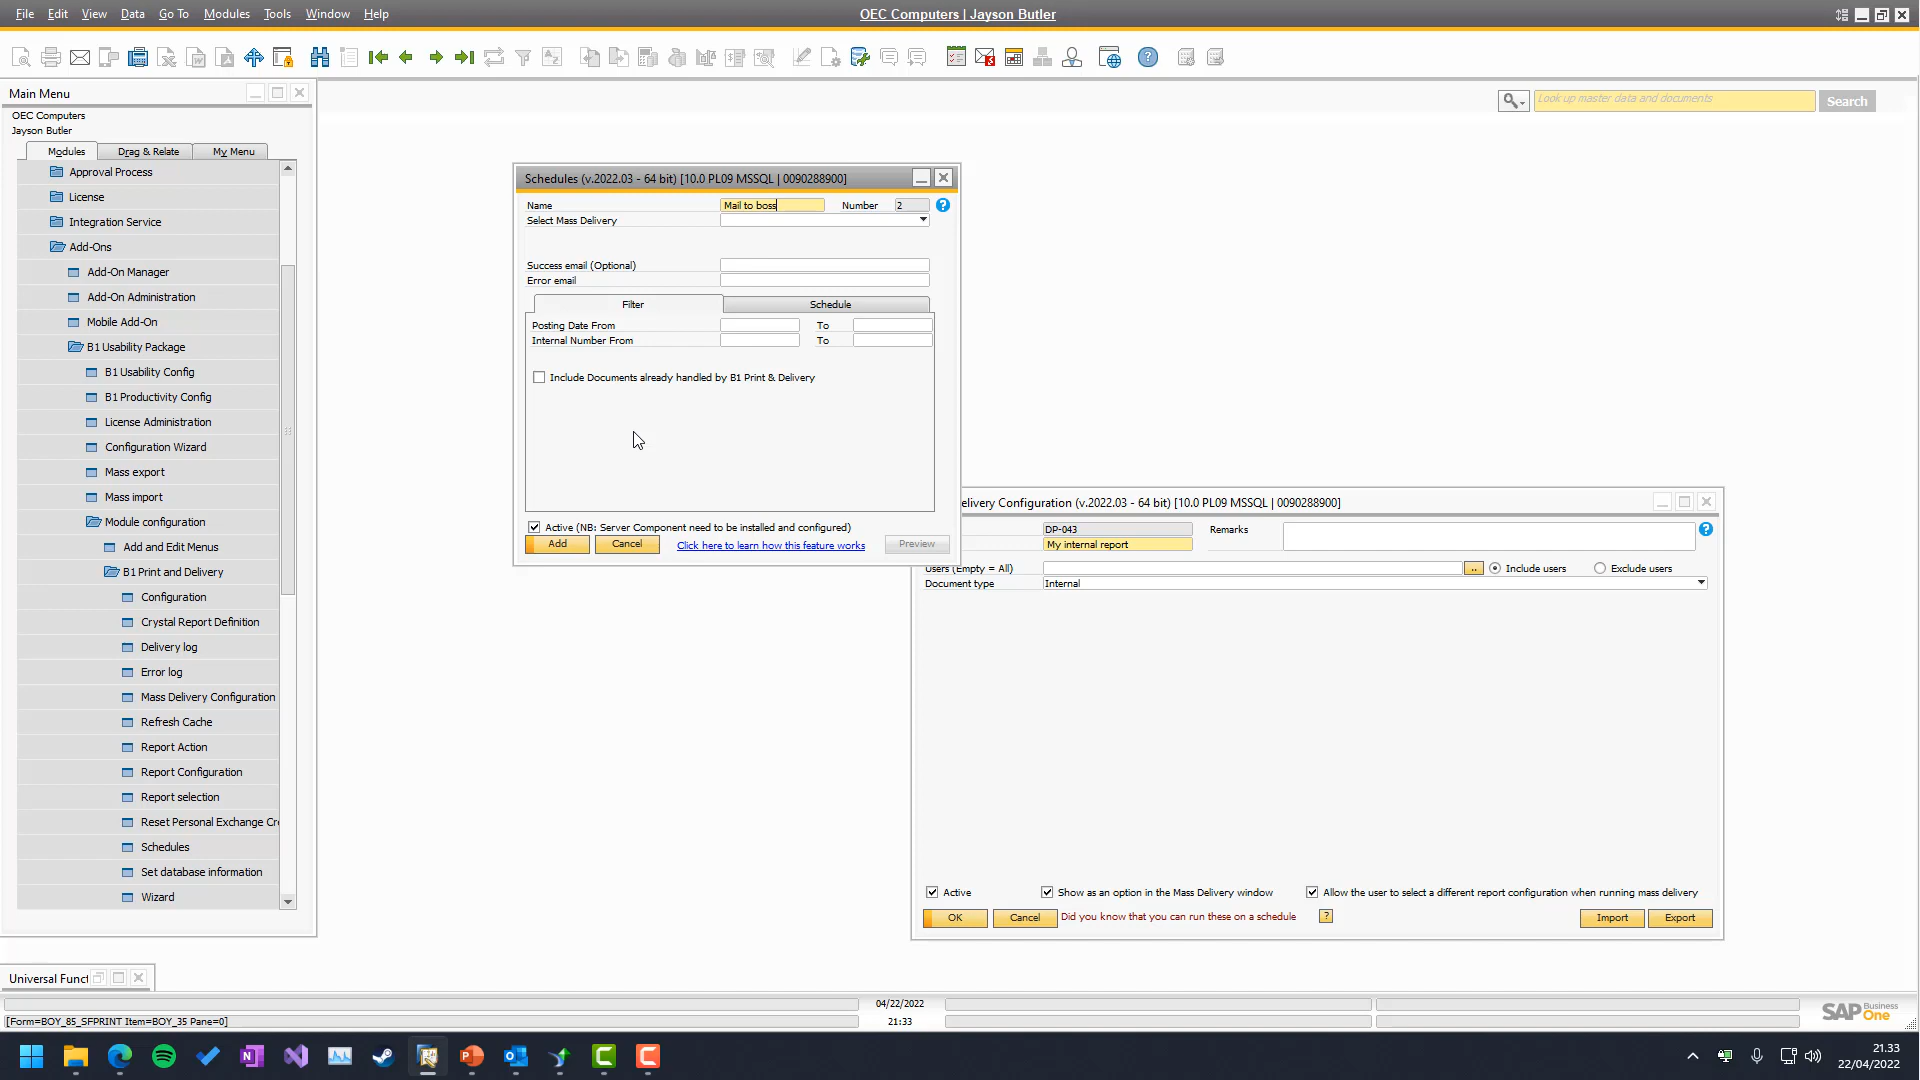 File Edit View Data Go To Modules Tools Window Help
OEC Computers | Jayson Butler
Look up master data and documents
Search
Main Menu
OEC Computers
Jayson Butler
Modules Drag & Relate My Menu
Approval Process
License
Integration Service
Add-Ons
Add-On Manager
Add-On Administration
Mobile Add-On
B1 Usability Package
B1 Usability Config
B1 Productivity Config
License Administration
Configuration Wizard
Mass export
Mass import
Module configuration
Add and Edit Menus
B1 Print and Delivery
Configuration
Crystal Report Definition
Delivery log
Error log
Mass Delivery Configuration
Refresh Cache
Report Action
Report Configuration
Report selection
Reset Personal Exchange Cr
Schedules
Set database information
Wizard
Schedules (v.2022.03 - 64 bit) [10.0 PL09 MSSQL | 0090288900]
Name Mail to boss Number 2
Select Mass Delivery
Success email (Optional)
Error email
Filter Schedule
Posting Date From To
Internal Number From To
Include Documents already handled by B1 Print & Delivery
Active (NB: Server Component need to be installed and configured)
Add Cancel Click here to learn how this feature works Preview
elivery Configuration (v.2022.03 - 64 bit) [10.0 PL09 MSSQL | 0090288900]
DP-043 Remarks
My internal report
Users (Empty = All) .. Include users Exclude users
Document type Internal
Active Show as an option in the Mass Delivery window Allow the user to select a different report configuration when running mass delivery
OK Cancel Did you know that you can run these on a schedule ? Import Export
Universal Funct
04/22/2022
[Form=BOY_85_SFPRINT Item=BOY_35 Pane=0] 21:33
SAP Business One
21.33
22/04/2022